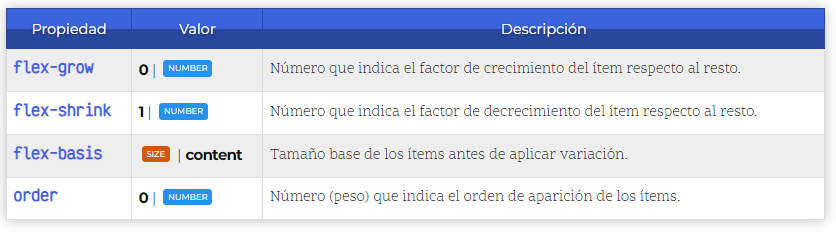 Propiedad Valor Descripción
flex-grow 0 | NUMBER Número que indica el factor de crecimiento del ítem respecto al resto.
flex-shrink 1 | NUMBER Número que indica el factor de decrecimiento del ítem respecto al resto.
flex-basis SIZE | content Tamaño base de los ítems antes de aplicar variación.
order 0 | NUMBER Número (peso) que indica el orden de aparición de los ítems.